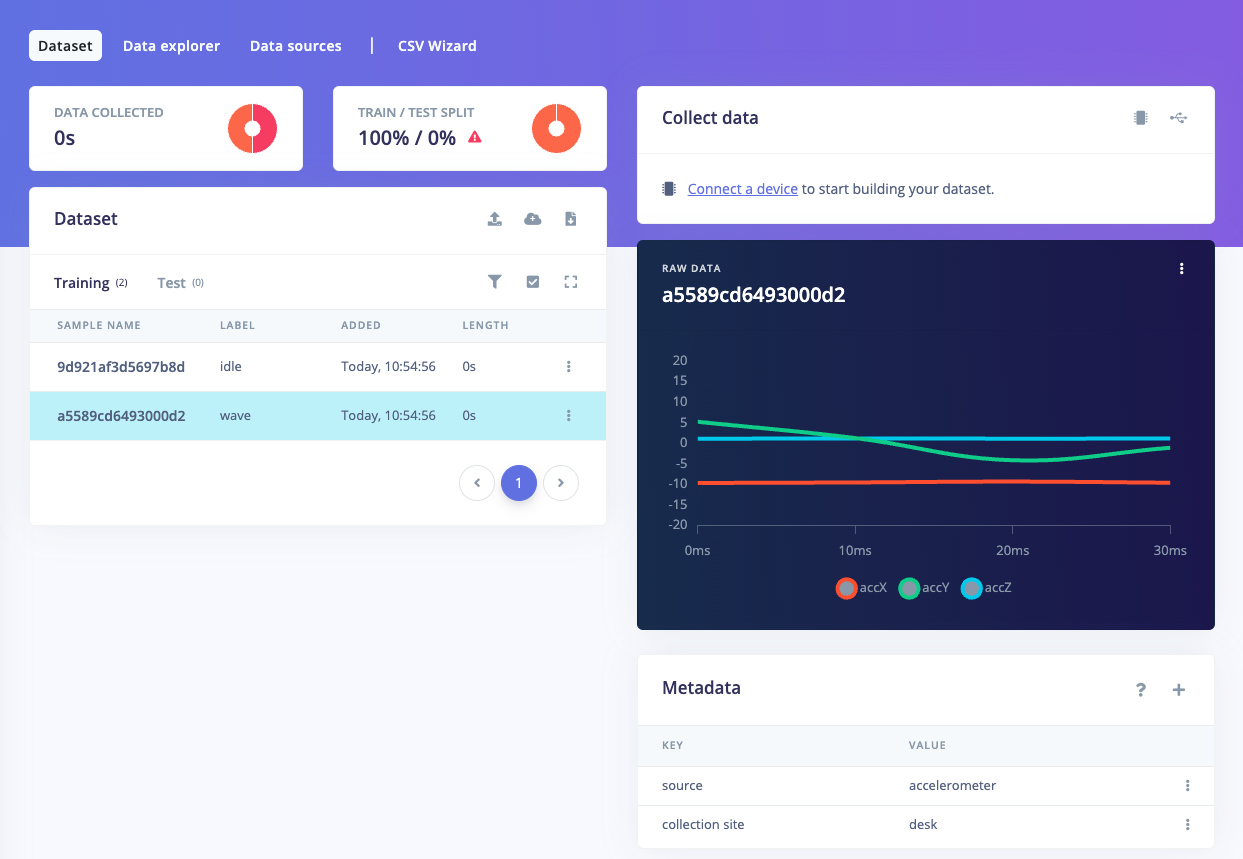 Dataset Data explorer Data sources | CSV Wizard
DATA COLLECTED
0s
TRAIN / TEST SPLIT
100% / 0%
Collect data
Connect a device to start building your dataset.
Dataset
Training (2) Test (0)
SAMPLE NAME LABEL ADDED LENGTH
9d921af3d5697b8d idle Today, 10:54:56 0s
a5589cd6493000d2 wave Today, 10:54:56 0s
1
RAW DATA
a5589cd6493000d2
20
15
10
5
0
-5
-10
-15
-20
0ms 10ms 20ms 30ms
accX accY accZ
Metadata
? +
KEY VALUE
source accelerometer
collection site desk